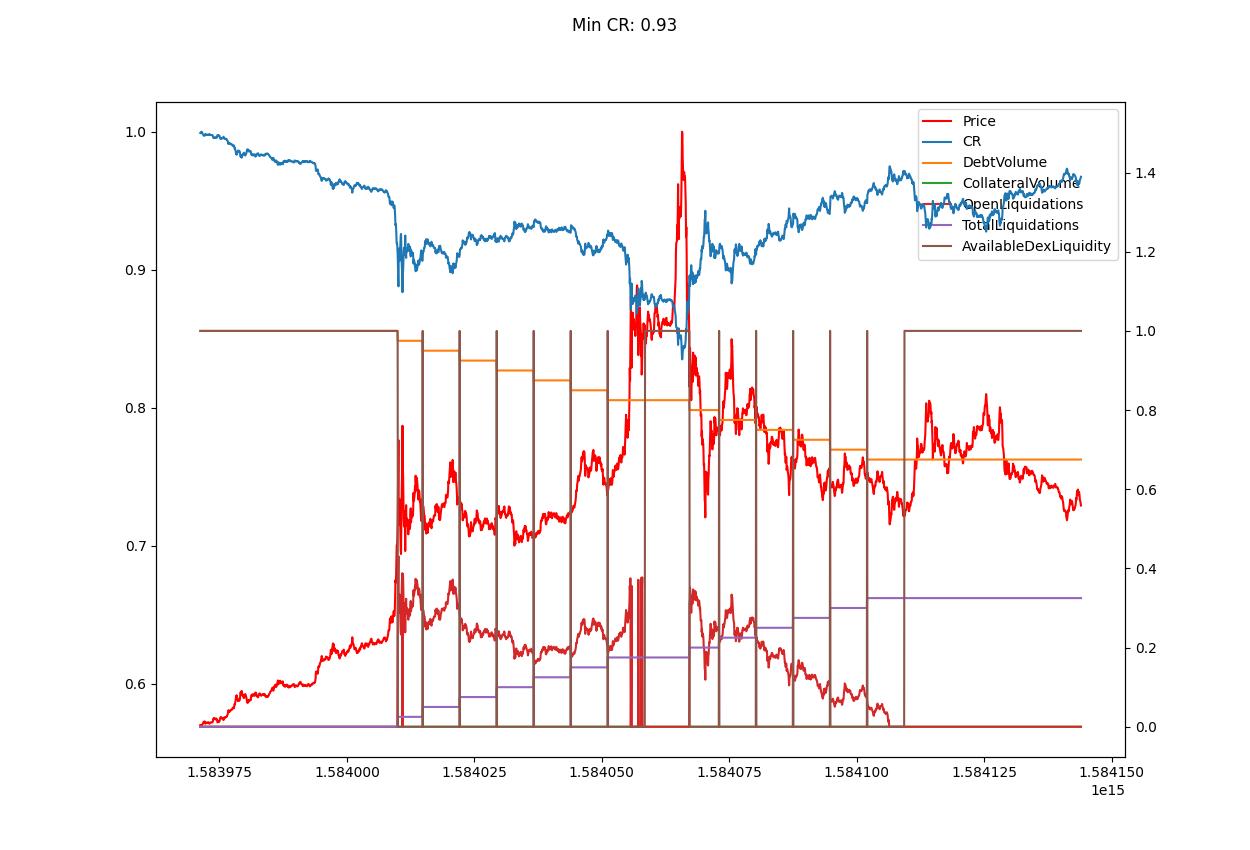 Min CR: 0.93
1.0
0.9
0.8
0.7
0.6
1.4
1.2
1.0
0.8
0.6
0.4
0.2
0.0
Price
CR
DebtVolume
CollateralVolume
OpenLiquidations
TotalLiquidations
AvailableDexLiquidity
1.583975 1.584000 1.584025 1.584050 1.584075 1.584100 1.584125 1.584150
1e15